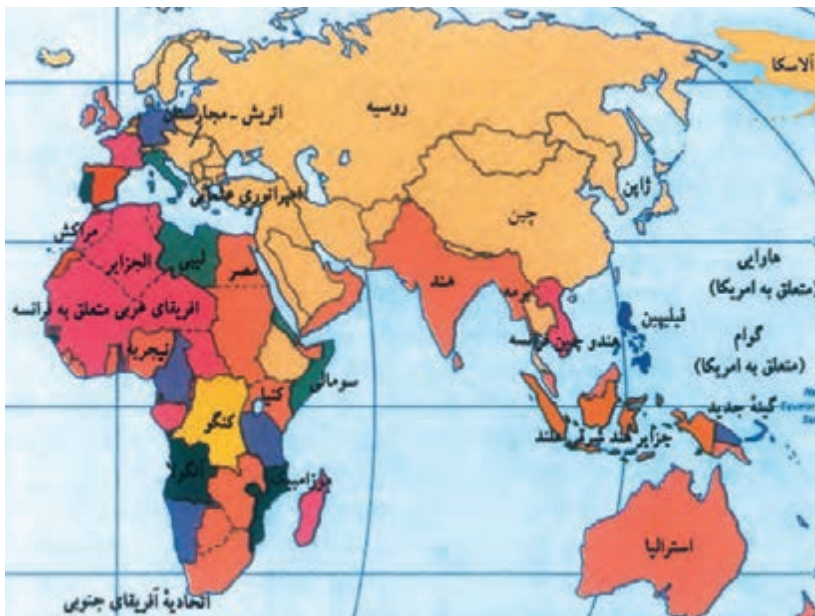 آلاسکا
روسیه
اتریش - مجارستان
ژاپن
چین
امپراتوری عثمانی
مراکش
الجزایر
لیبی
مصر
هند
برمه
هاوایی
(متعلق به امریکا)
فیلیپین
گوام
(متعلق به امریکا)
افریقای غربی متعلق به فرانسه
هندوچین فرانسه
نیجریه
سومالی
کنیا
کنگو
گینهٔ جدید
جزایر هند شرقی هلند
آنگولا
موزامبیک
استرالیا
اتحادیهٔ آفریقای جنوبی